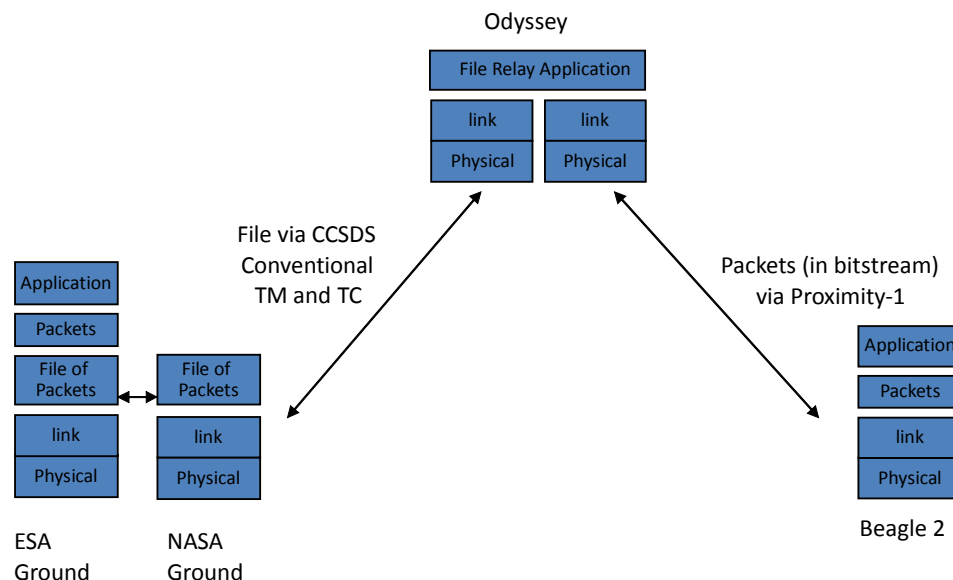 Odyssey
File Relay Application
link
link
Physical
Physical
File via CCSDS
Conventional
TM and TC
Packets (in bitstream)
via Proximity-1
Application
Packets
File of
Packets
link
Physical
File of
Packets
link
Physical
Application
Packets
link
Physical
ESA
Ground
NASA
Ground
Beagle 2